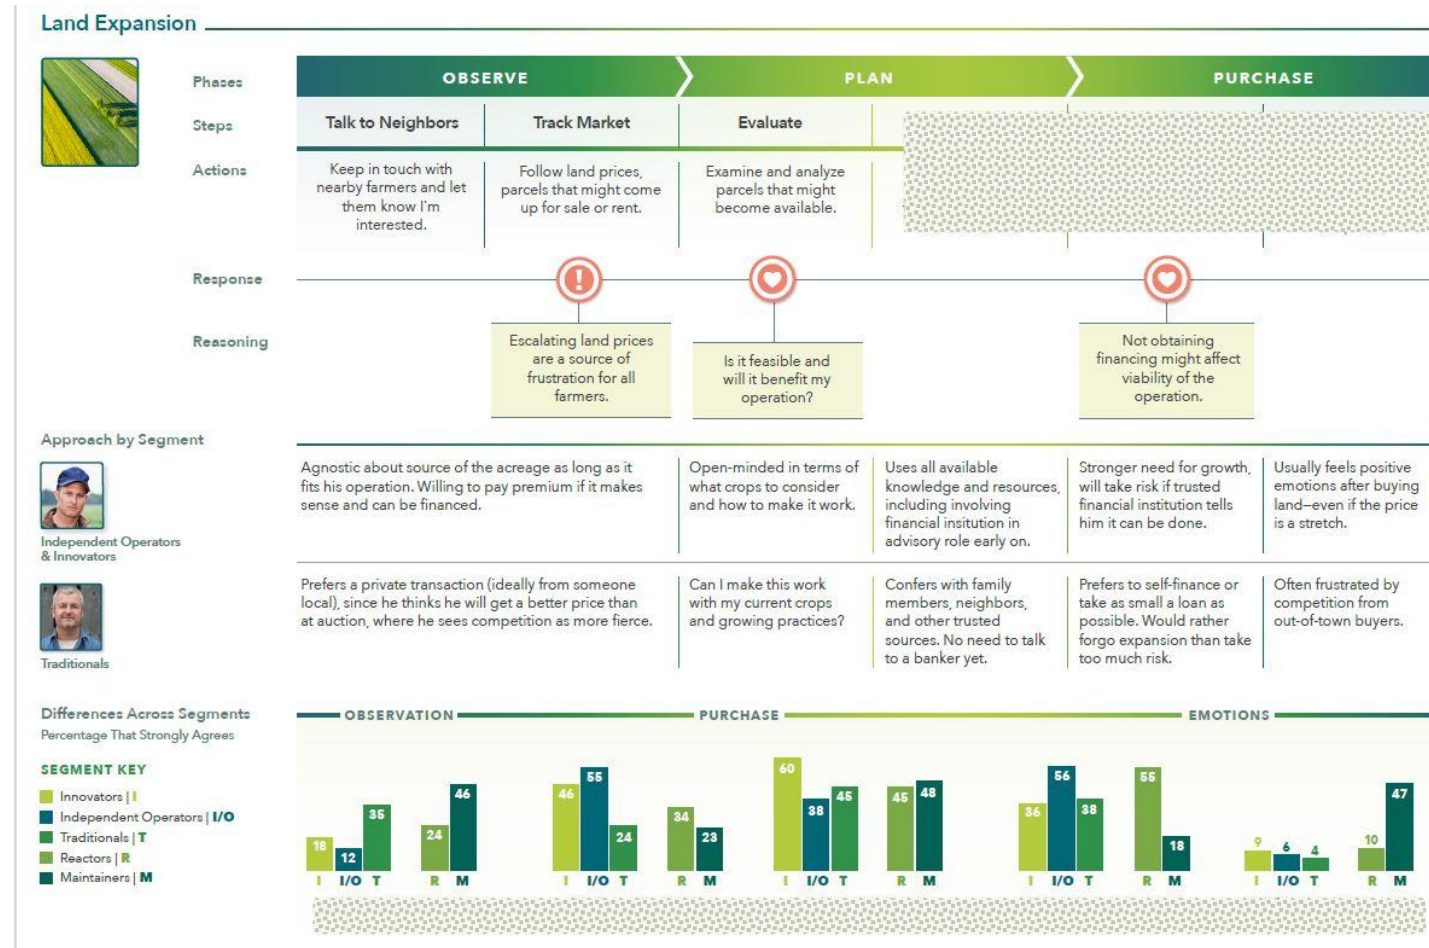 Land Expansion
Phases
OBSERVE
PLAN
PURCHASE
Steps
Talk to Neighbors
Track Market
Evaluate
Actions
Keep in touch with
nearby farmers and let
them know I'm
interested.
Follow land prices,
parcels that might come
up for sale or rent.
Examine and analyze
parcels that might
become available.
Response
!
Reasoning
Escalating land prices
are a source of
frustration for all
farmers.
Is it feasible and
will it benefit my
operation?
Not obtaining
financing might affect
viability of the
operation.
Approach by Segment
Independent Operators
& Innovators
Agnostic about source of the acreage as long as it
fits his operation. Willing to pay premium if it makes
sense and can be financed.
Open-minded in terms of
what crops to consider
and how to make it work.
Uses all available
knowledge and resources,
including involving
financial insitution in
advisory role early on.
Stronger need for growth,
will take risk if trusted
financial institution tells
him it can be done.
Usually feels positive
emotions after buying
land—even if the price
is a stretch.
Traditionals
Prefers a private transaction (ideally from someone
local), since he thinks he will get a better price than
at auction, where he sees competition as more fierce.
Can I make this work
with my current crops
and growing practices?
Confers with family
members, neighbors,
and other trusted
sources. No need to talk
to a banker yet.
Prefers to self-finance or
take as small a loan as
possible. Would rather
forgo expansion than take
too much risk.
Often frustrated by
competition from
out-of-town buyers.
Differences Across Segments
Percentage That Strongly Agrees
SEGMENT KEY
Innovators | I
Independent Operators | I/O
Traditionals | T
Reactors | R
Maintainers | M
OBSERVATION
PURCHASE
EMOTIONS
18 12 35 24 46
I I/O T R M
46 55 24 34 23
I I/O T R M
60 38 45 45 48
I I/O T R M
36 56 38 55 18
I I/O T R M
9 6 4 10 47
I I/O T R M